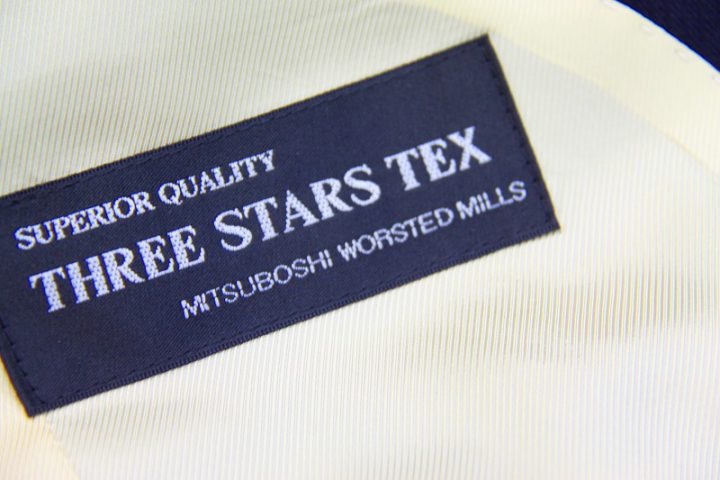 SUPERIOR QUALITY
THREE STARS TEX
MITSUBOSHI WORSTED MILLS